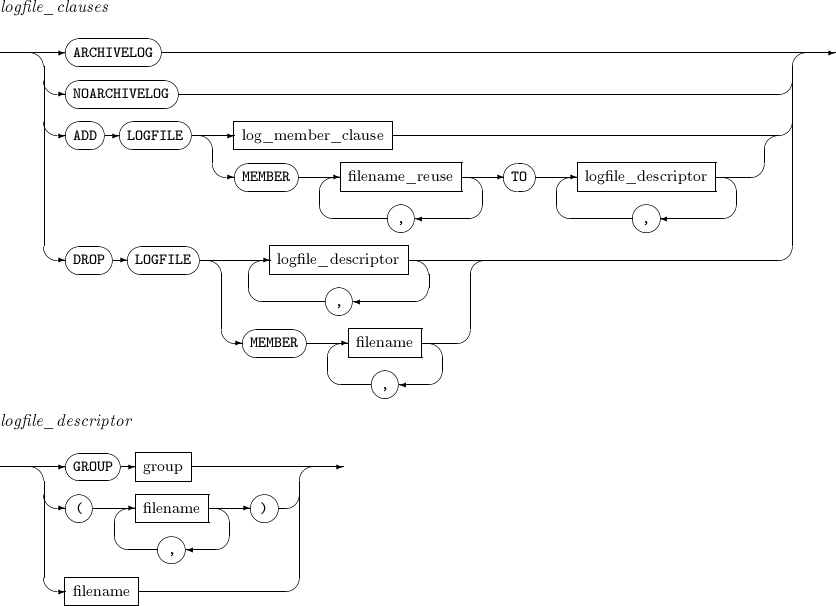 logfile_clauses
ARCHIVELOG
NOARCHIVELOG
ADD LOGFILE log_member_clause
MEMBER filename_reuse TO logfile_descriptor
, ,
DROP LOGFILE logfile_descriptor
,
MEMBER filename
,
logfile_descriptor
GROUP group
( filename )
,
filename